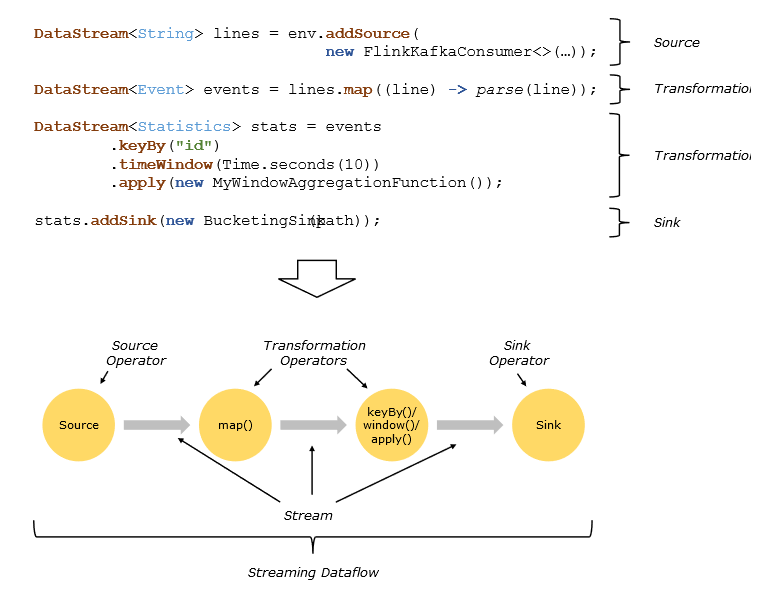 DataStream<String> lines = env.addSource(
new FlinkKafkaConsumer<>(…));
Source
DataStream<Event> events = lines.map((line) -> parse(line));
Transformatio
DataStream<Statistics> stats = events
.keyBy("id")
.timeWindow(Time.seconds(10))
.apply(new MyWindowAggregationFunction());
Transformatio
stats.addSink(new BucketingSink(path));
Sink
Source
Operator
Transformation
Operators
Sink
Operator
Source
map()
keyBy()/
window()/
apply()
Sink
Stream
Streaming Dataflow